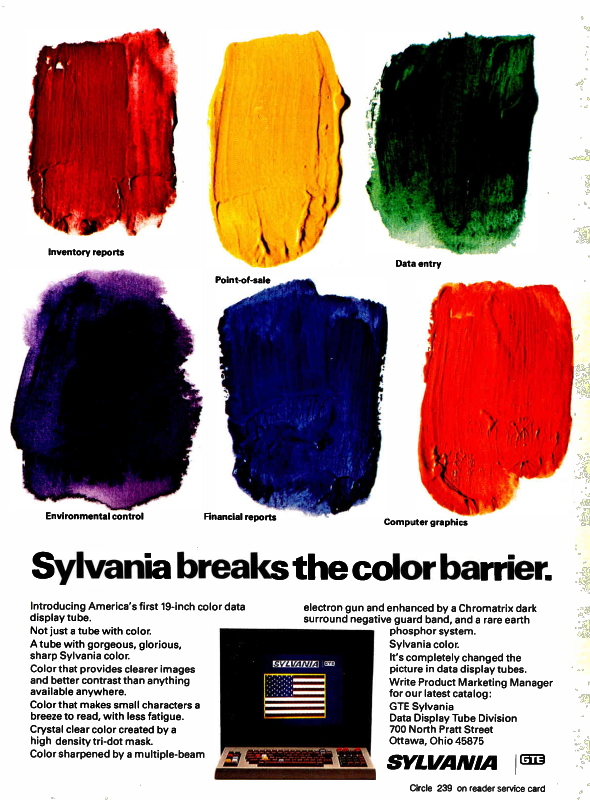 Inventory reports
Point-of-sale
Data entry
Environmental control
Financial reports
Computer graphics
Sylvania breaks the color barrier.
Introducing America's first 19-inch color data
display tube.
Not just a tube with color.
A tube with gorgeous, glorious,
sharp Sylvania color.
Color that provides clearer images
and better contrast than anything
available anywhere.
Color that makes small characters a
breeze to read, with less fatigue.
Crystal clear color created by a
high density tri-dot mask.
Color sharpened by a multiple-beam
electron gun and enhanced by a Chromatrix dark
surround negative guard band, and a rare earth
phosphor system.
Sylvania color.
It's completely changed the
picture in data display tubes.
Write Product Marketing Manager
for our latest catalog:
GTE Sylvania
Data Display Tube Division
700 North Pratt Street
Ottawa, Ohio 45875
SYLVANIA GTE
SYLVANIA GTE
Circle 239 on reader service card